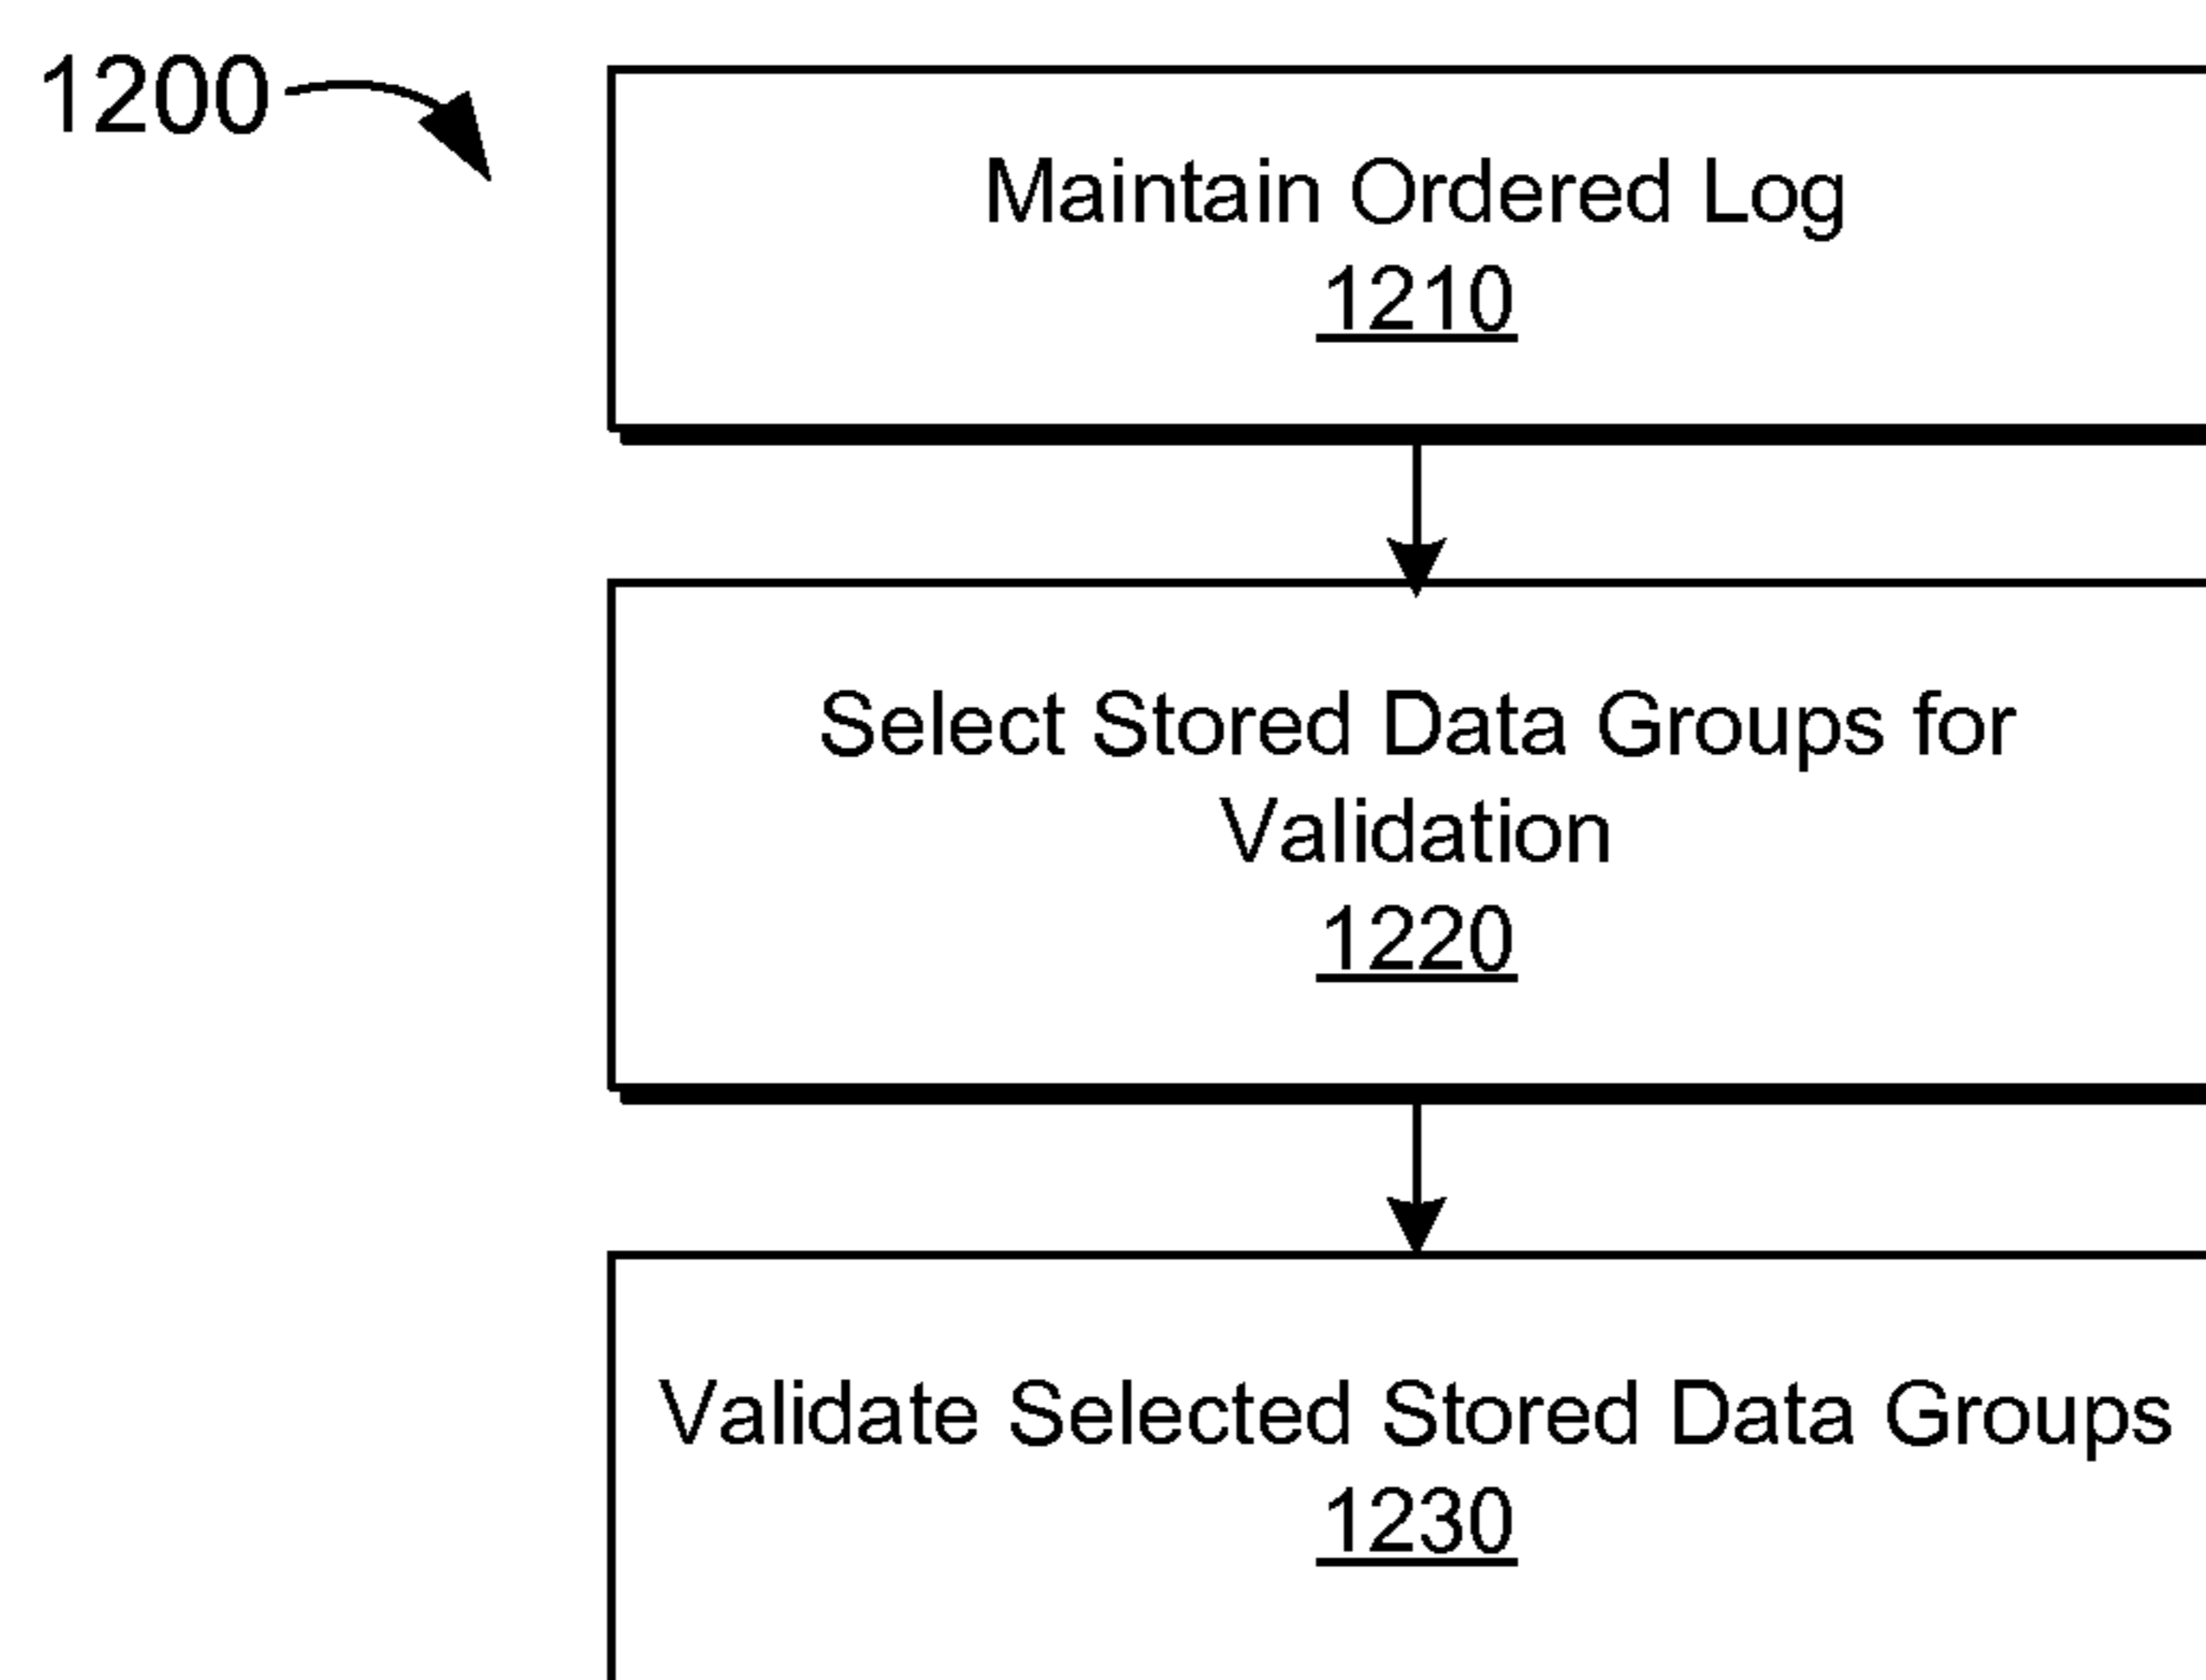 1200
Maintain Ordered Log
1210
Select Stored Data Groups for
Validation
1220
Validate Selected Stored Data Groups
1230